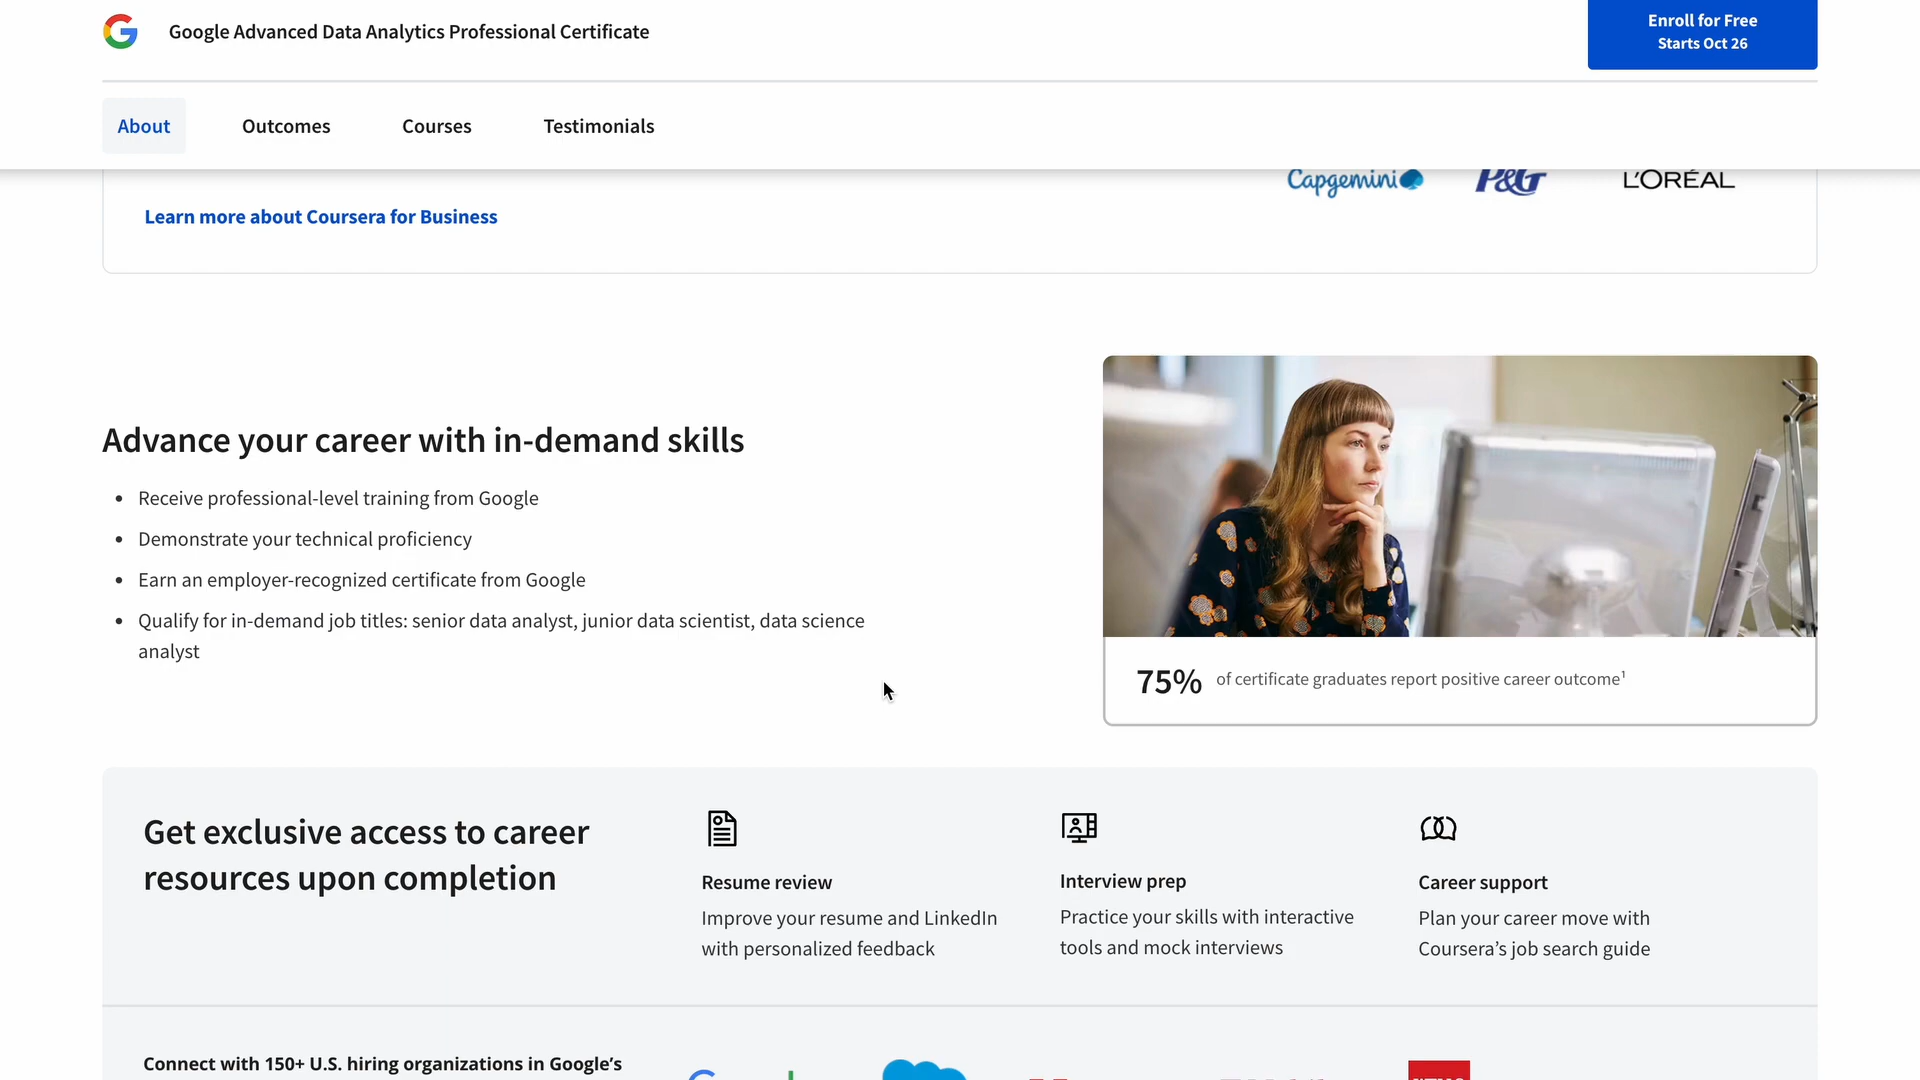 Google Advanced Data Analytics Professional Certificate
Enroll for Free
Starts Oct 26
About
Outcomes
Courses
Testimonials
Capgemini
P&G
L'ORÉAL
Learn more about Coursera for Business
Advance your career with in-demand skills
Receive professional-level training from Google
Demonstrate your technical proficiency
Earn an employer-recognized certificate from Google
Qualify for in-demand job titles: senior data analyst, junior data scientist, data science
analyst
75% of certificate graduates report positive career outcome¹
Get exclusive access to career
resources upon completion
Resume review
Improve your resume and LinkedIn
with personalized feedback
Interview prep
Practice your skills with interactive
tools and mock interviews
Career support
Plan your career move with
Coursera’s job search guide
Connect with 150+ U.S. hiring organizations in Google’s